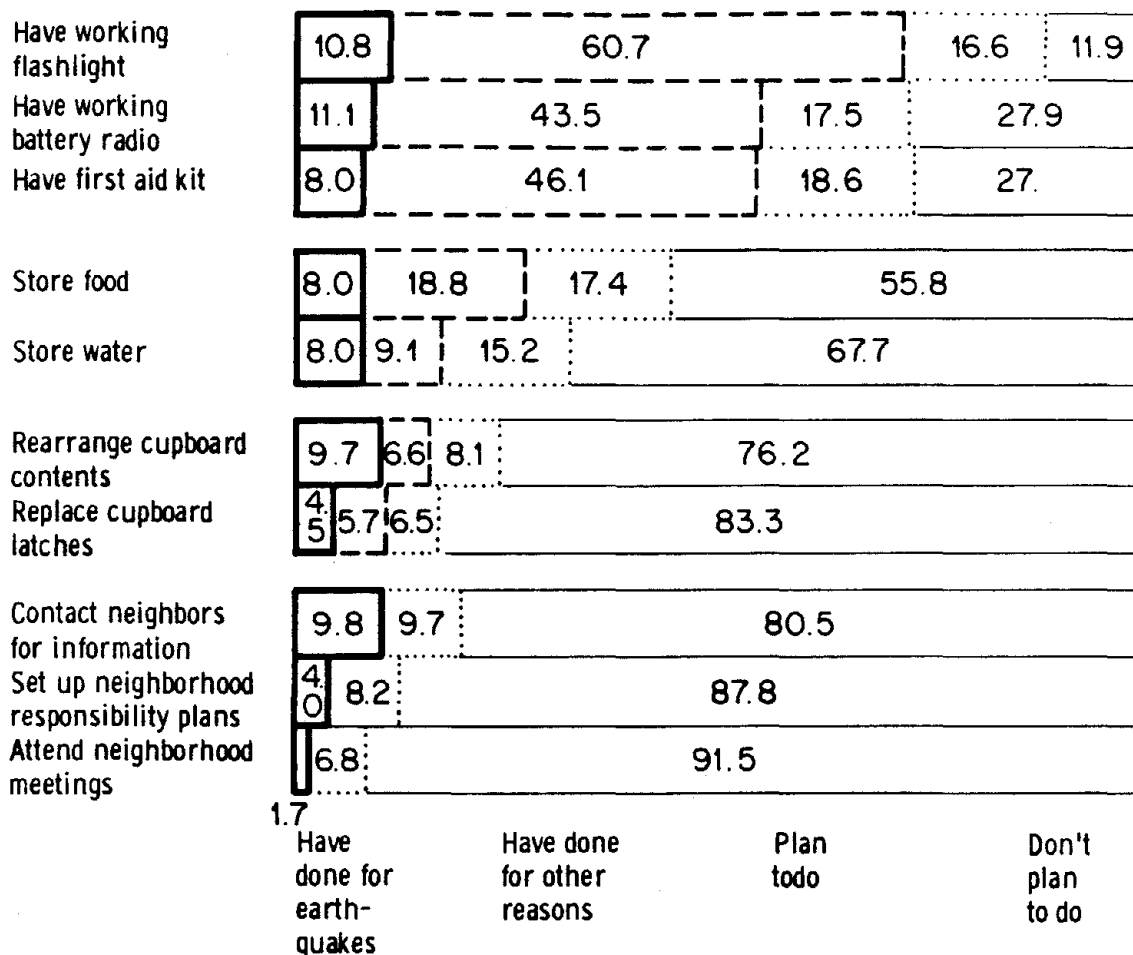 Have working
flashlight
10.8 60.7 16.6 11.9
Have working
battery radio
11.1 43.5 17.5 27.9
Have first aid kit 8.0 46.1 18.6 27.
Store food 8.0 18.8 17.4 55.8
Store water 8.0 9.1 15.2 67.7
Rearrange cupboard
contents
9.7 6.6 8.1 76.2
Replace cupboard
latches
4.5 5.7 6.5 83.3
Contact neighbors
for information
9.8 9.7 80.5
Set up neighborhood
responsibility plans
4.0 8.2 87.8
Attend neighborhood
meetings
6.8 91.5
1.7
Have
done for
earth-
quakes
Have done
for other
reasons
Plan
todo
Don't
plan
to do